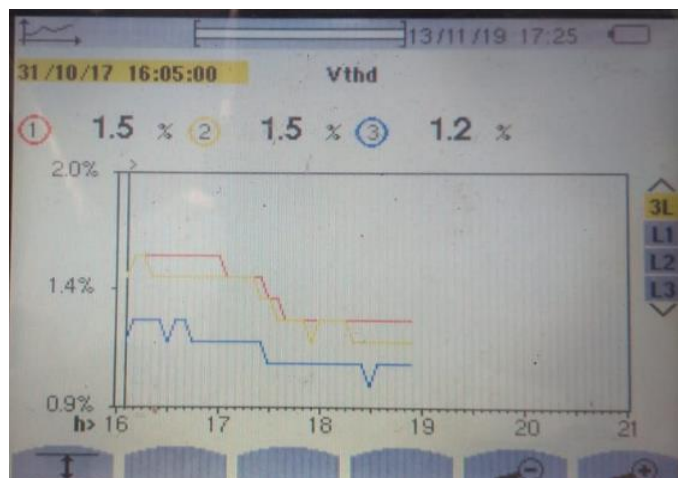 13/11/19 17:25
31/10/17 16:05:00 Vthd
1 1.5 % 2 1.5 % 3 1.2 %
2.0%
>
3L
L1
L2
1.4%
L3
0.9%
h> 16 17 18 19 20 21